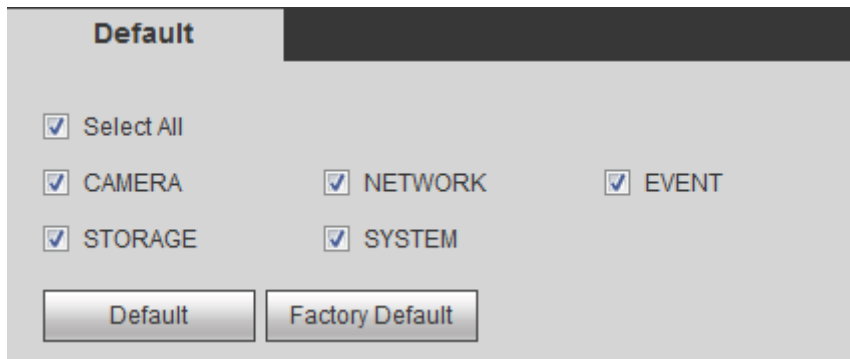 Default
Select All
CAMERA NETWORK EVENT
STORAGE SYSTEM
Default Factory Default